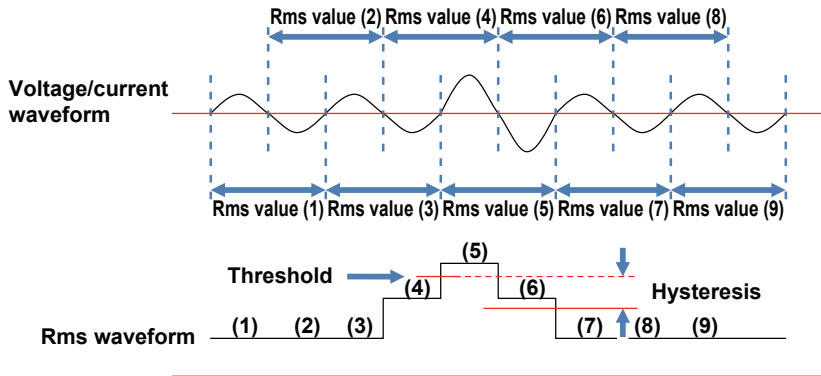 Rms value (2) Rms value (4) Rms value (6) Rms value (8)
Voltage/current
waveform
Rms value (1) Rms value (3) Rms value (5) Rms value (7) Rms value (9)
(5)
Threshold
(4) (6)
Hysteresis
Rms waveform (1) (2) (3) (7) (8) (9)